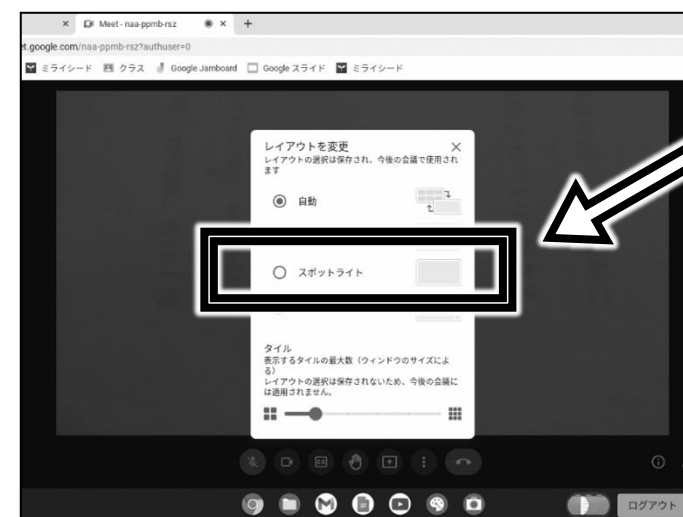 Meet - naa-ppmb-rsz
et.google.com/naa-ppmb-rsz?authuser=0
ミライシード クラス Google Jamboard Google スライド ミライシード
レイアウトを変更
レイアウトの選択は保存され、今後の会議で使用され
ます
自動
スポットライト
タイル
表示するタイルの最大数（ウィンドウのサイズによ
る）
レイアウトの選択は保存されないため、今後の会議に
は適用されません。
ログアウト